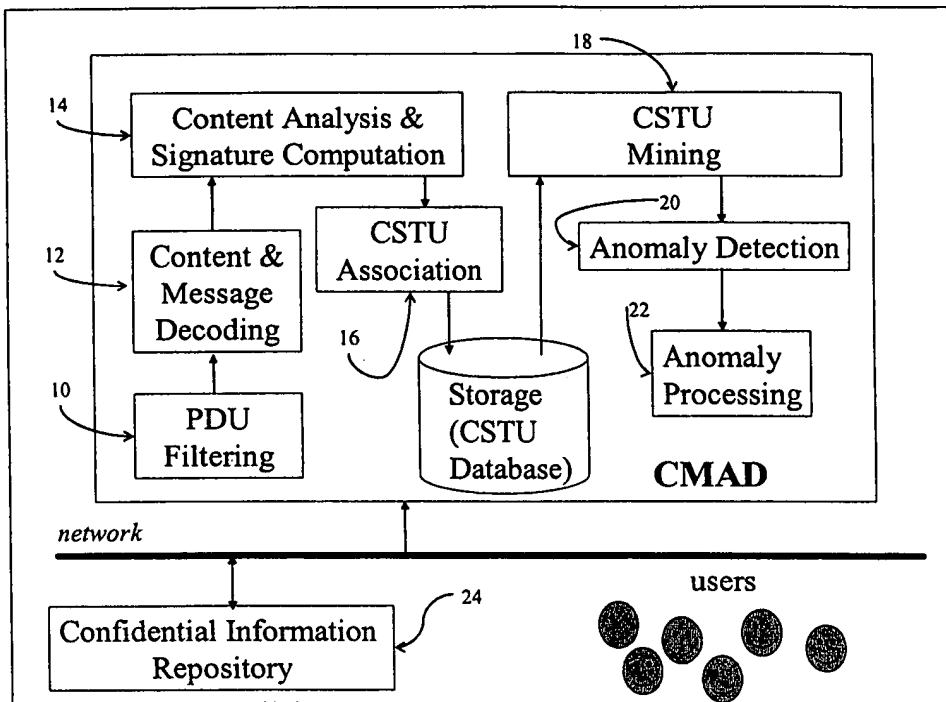 18
14
Content Analysis &
Signature Computation
CSTU
Mining
20
12
Content &
Message
Decoding
CSTU
Association
Anomaly Detection
16
22
Anomaly
Processing
10
PDU
Filtering
Storage
(CSTU
Database)
CMAD
network
users
24
Confidential Information
Repository